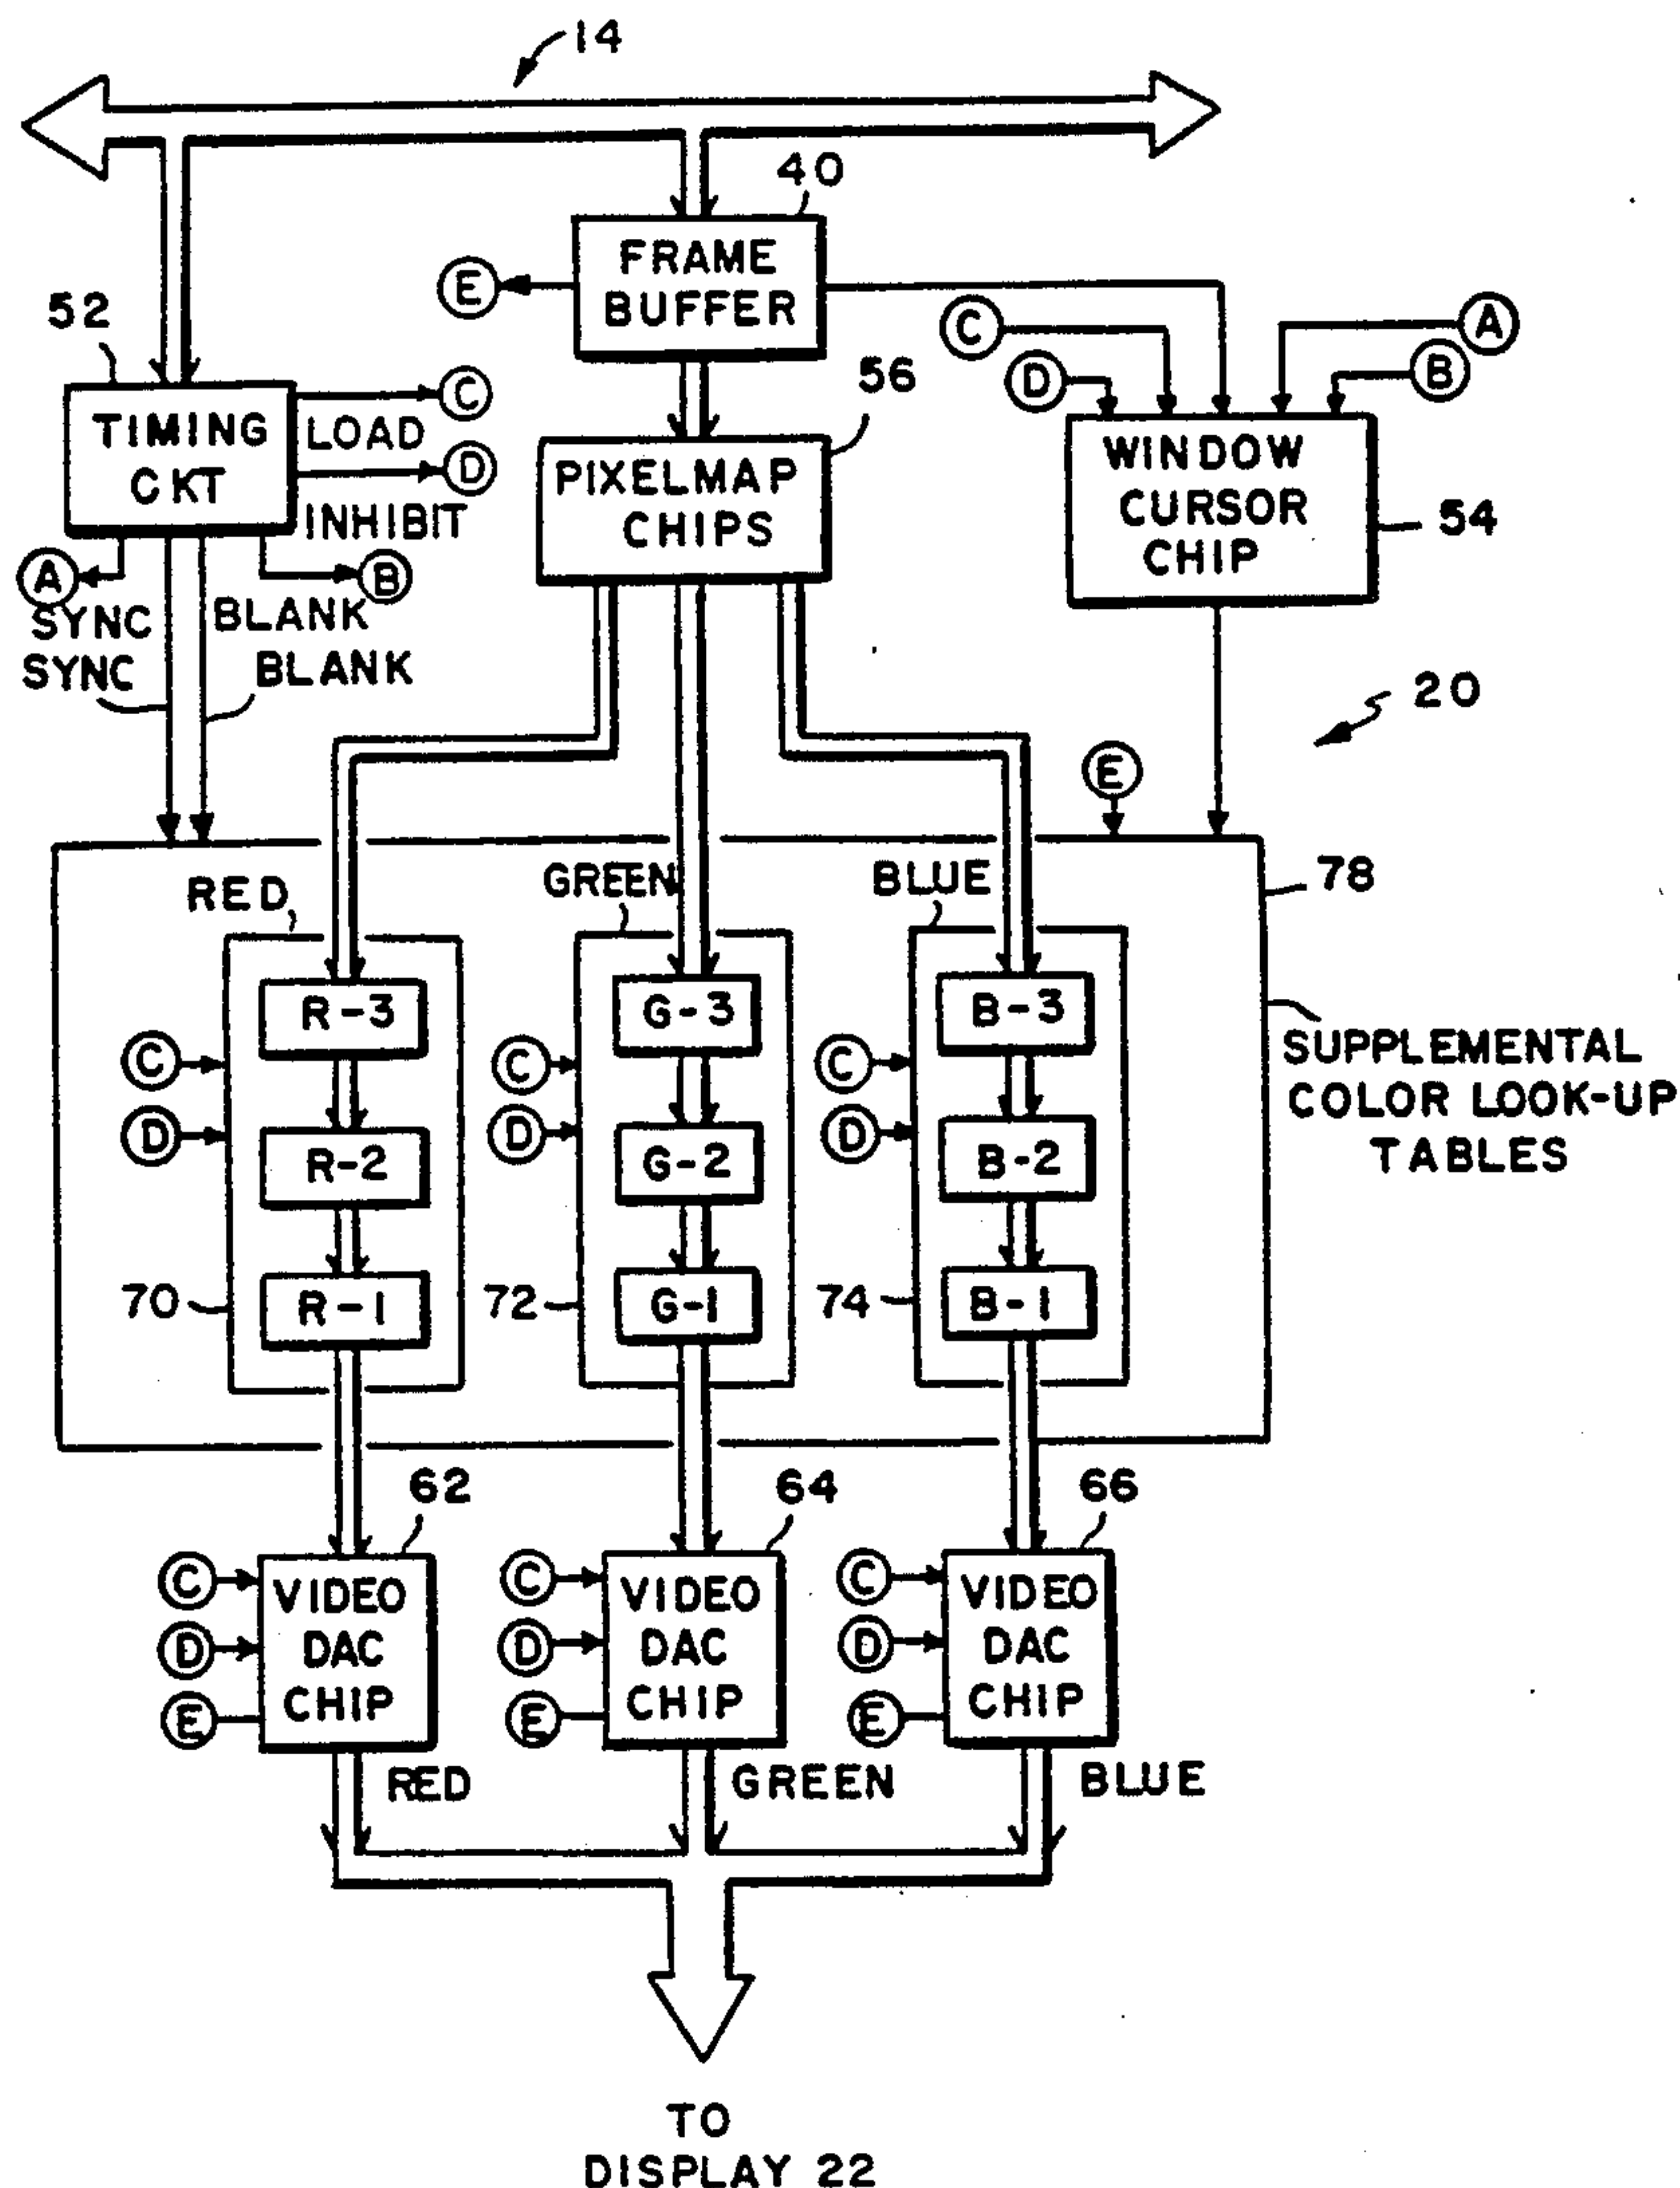 14
40
FRAME
BUFFER
E
52
C
A
B
D
56
TIMING
CKT
C
LOAD
D
INHIBIT
PIXELMAP
CHIPS
WINDOW
CURSOR
CHIP
54
A
SYNC
SYNC
B
BLANK
BLANK
20
E
78
RED
GREEN
BLUE
R-3
G-3
B-3
C
C
C
SUPPLEMENTAL
COLOR LOOK-UP
TABLES
D
D
D
R-2
G-2
B-2
70
R-1
72
G-1
74
B-1
62
64
66
C
D
E
VIDEO
DAC
CHIP
C
D
E
VIDEO
DAC
CHIP
C
D
E
VIDEO
DAC
CHIP
RED
GREEN
BLUE
TO
DISPLAY 22